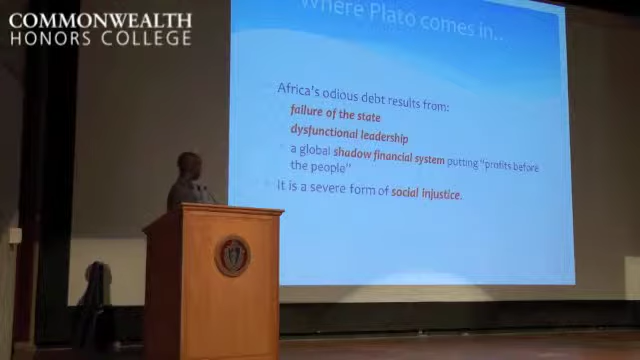 COMMONWEALTH
HONORS COLLEGE
Where Plato comes in..
Africa's odious debt results from:
failure of the state
dysfunctional leadership
a global shadow financial system putting "profits before
the people"
It is a severe form of social injustice.